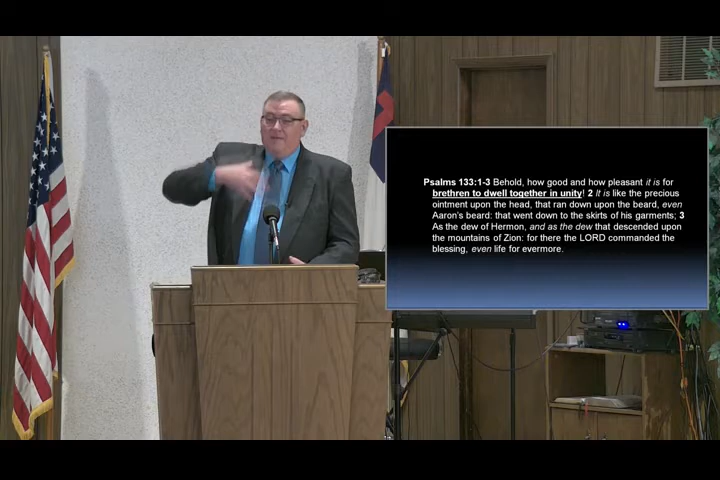 Psalms 133:1-3 Behold, how good and how pleasant it is for
brethren to dwell together in unity! 2 It is like the precious
ointment upon the head, that ran down upon the beard, even
Aaron's beard: that went down to the skirts of his garments; 3
As the dew of Hermon, and as the dew that descended upon
the mountains of Zion: for there the LORD commanded the
blessing, even life for evermore.